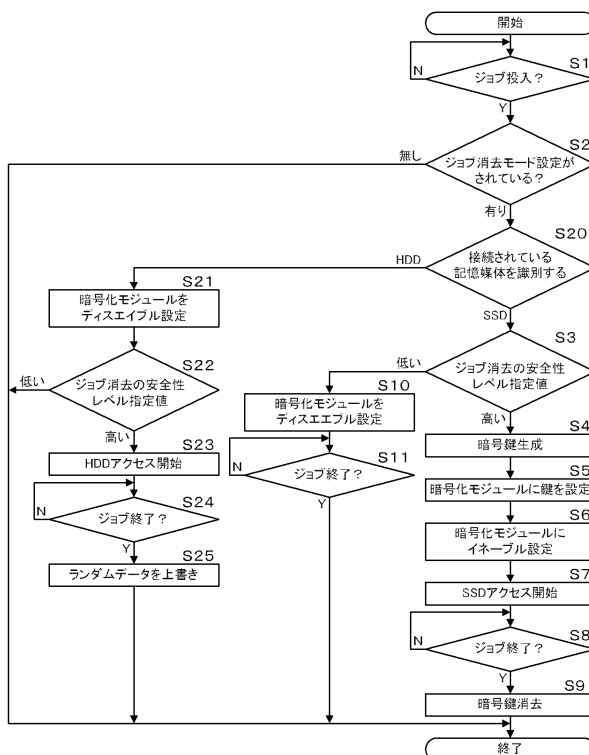 開始
S1
ジョブ投入?
N
Y
S2
ジョブ消去モード設定が
されている?
無し
有り
S20
接続されている
記憶媒体を識別する
HDD
SSD
S21
暗号化モジュールを
ディスエイブル設定
S22
ジョブ消去の安全性
レベル指定値
低い
高い
S23
HDDアクセス開始
S24
ジョブ終了?
N
Y
S25
ランダムデータを上書き
S3
ジョブ消去の安全性
レベル指定値
低い
高い
S10
暗号化モジュールを
ディスエエブル設定
S11
ジョブ終了?
N
Y
S4
暗号鍵生成
S5
暗号化モジュールに鍵を設定
S6
暗号化モジュールに
イネーブル設定
S7
SSDアクセス開始
S8
ジョブ終了?
N
Y
S9
暗号鍵消去
終了